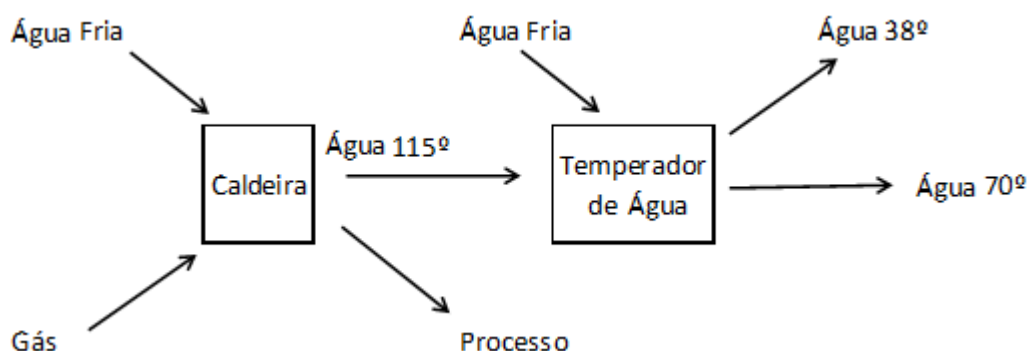 Água Fria
Água Fria
Água 38º
Água 115º
Caldeira
Temperador
de Água
Água 70º
Gás
Processo